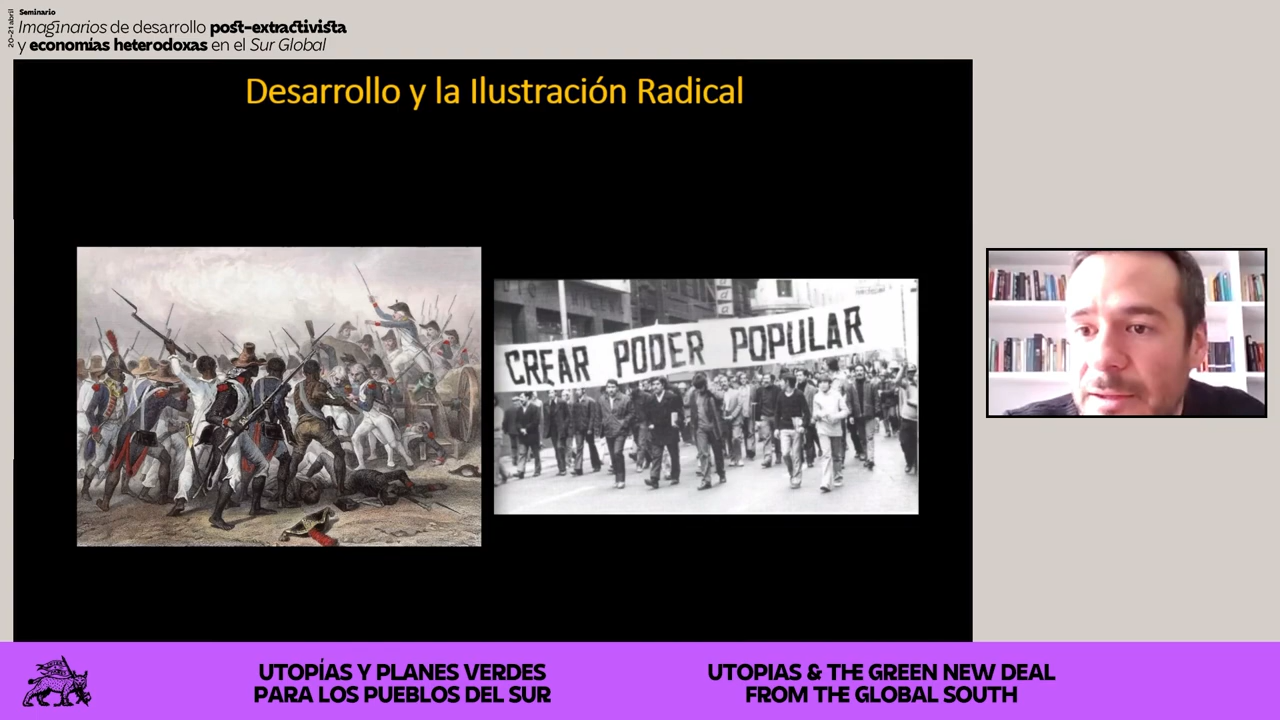 20-21 abril
Seminario
Imaginarios de desarrollo post-extractivista
y economías heterodoxas en el Sur Global
Desarrollo y la Ilustración Radical
CREAR PODER POPULAR
UTOPÍAS Y PLANES VERDES
PARA LOS PUEBLOS DEL SUR
UTOPIAS & THE GREEN NEW DEAL
FROM THE GLOBAL SOUTH